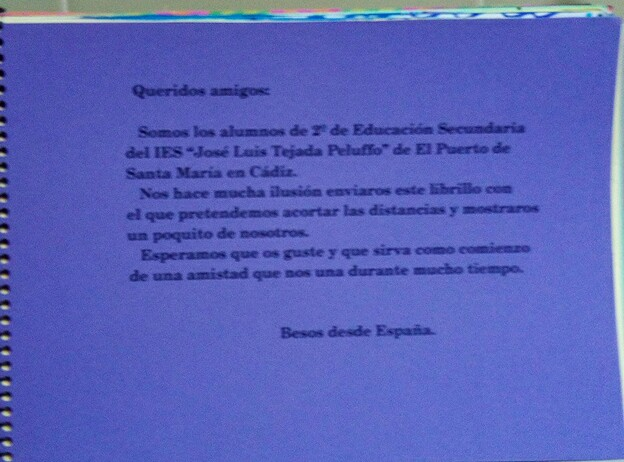 Queridos amigos:
Somos los alumnos de 2º de Educación Secundaria
del IES “José Luis Tejada Peluffo” de El Puerto de
Santa María en Cádiz.
Nos hace mucha ilusión enviaros este librillo con
el que pretendemos acortar las distancias y mostraros
un poquito de nosotros.
Esperamos que os guste y que sirva como comienzo
de una amistad que nos una durante mucho tiempo.
Besos desde España.